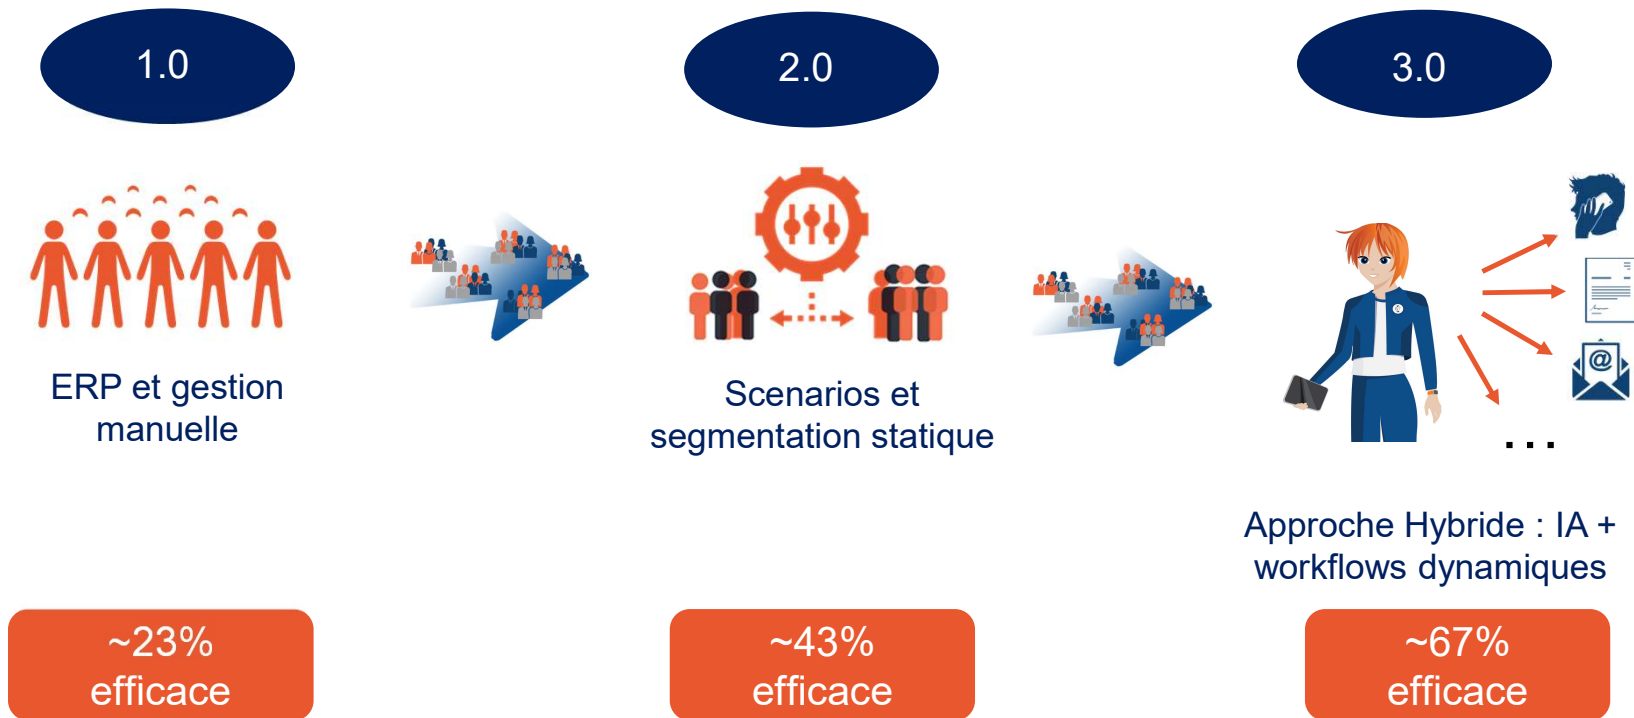 1.0
2.0
3.0
ERP et gestion
manuelle
Scenarios et
segmentation statique
@
...
Approche Hybride : IA +
workflows dynamiques
~23%
efficace
~43%
efficace
~67%
efficace